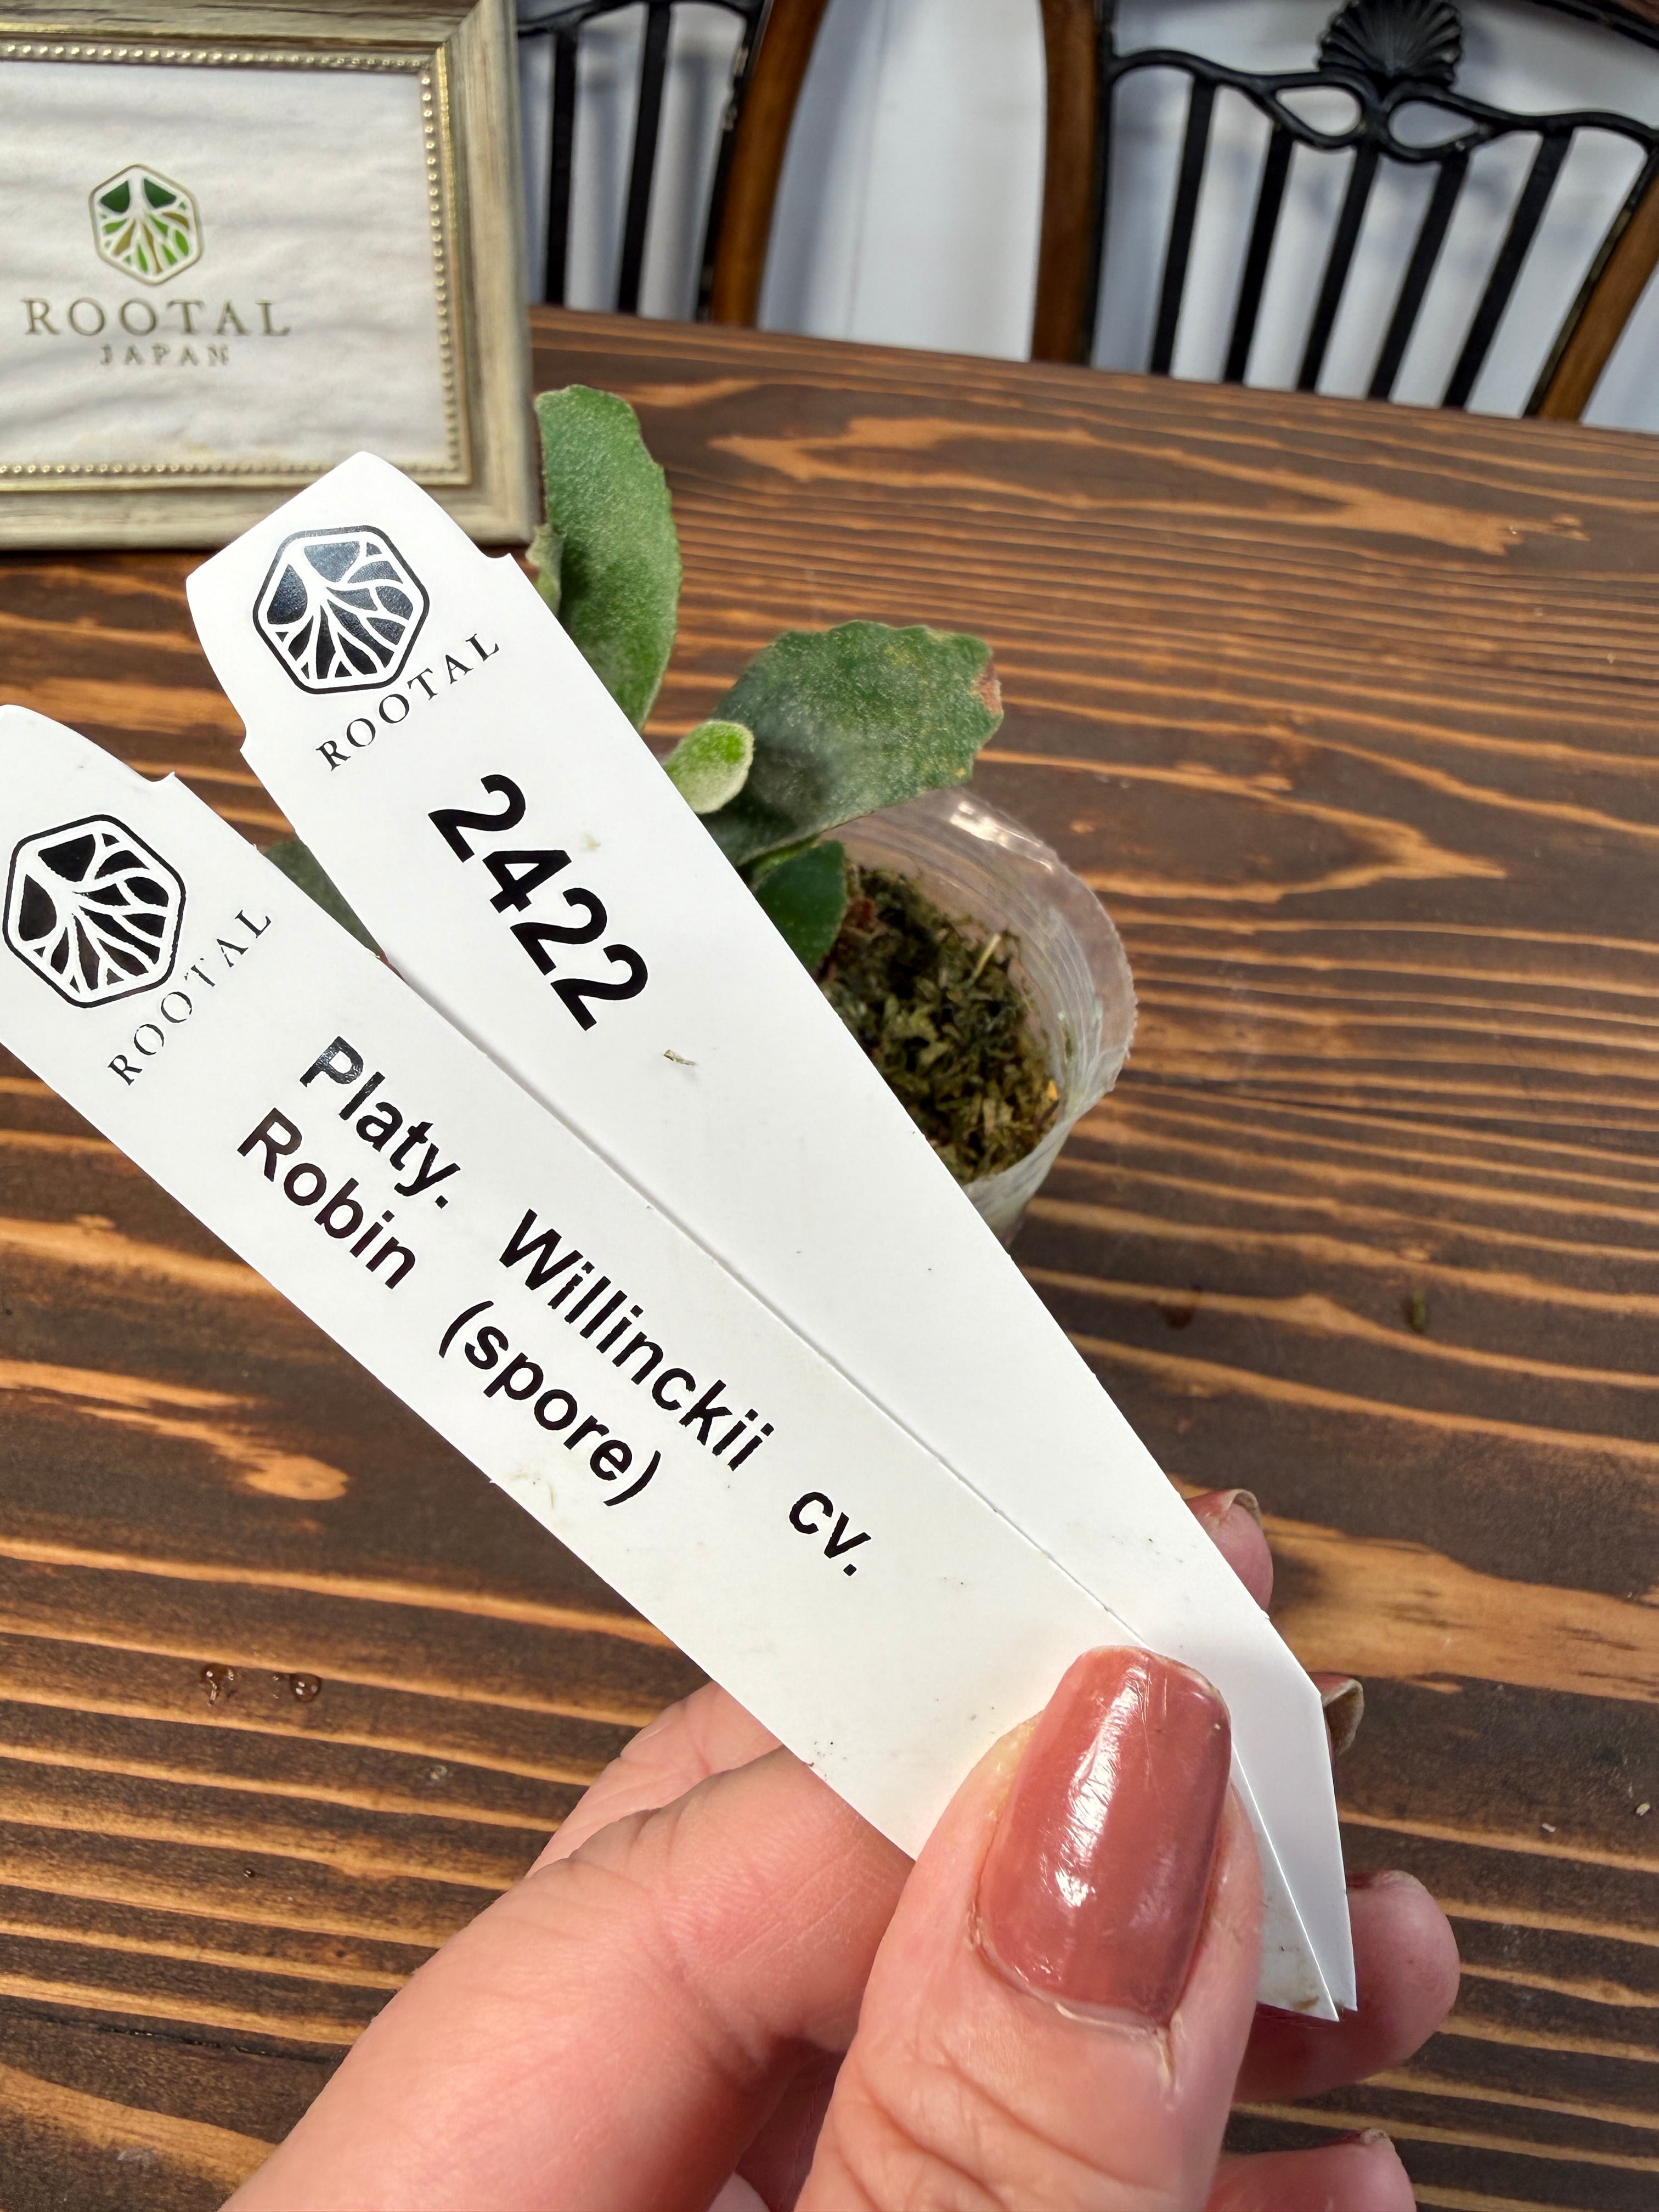 ROOTAL
JAPAN
ROOTAL
2422
ROOTAL
Platy. Willinckii cv.
Robin (spore)